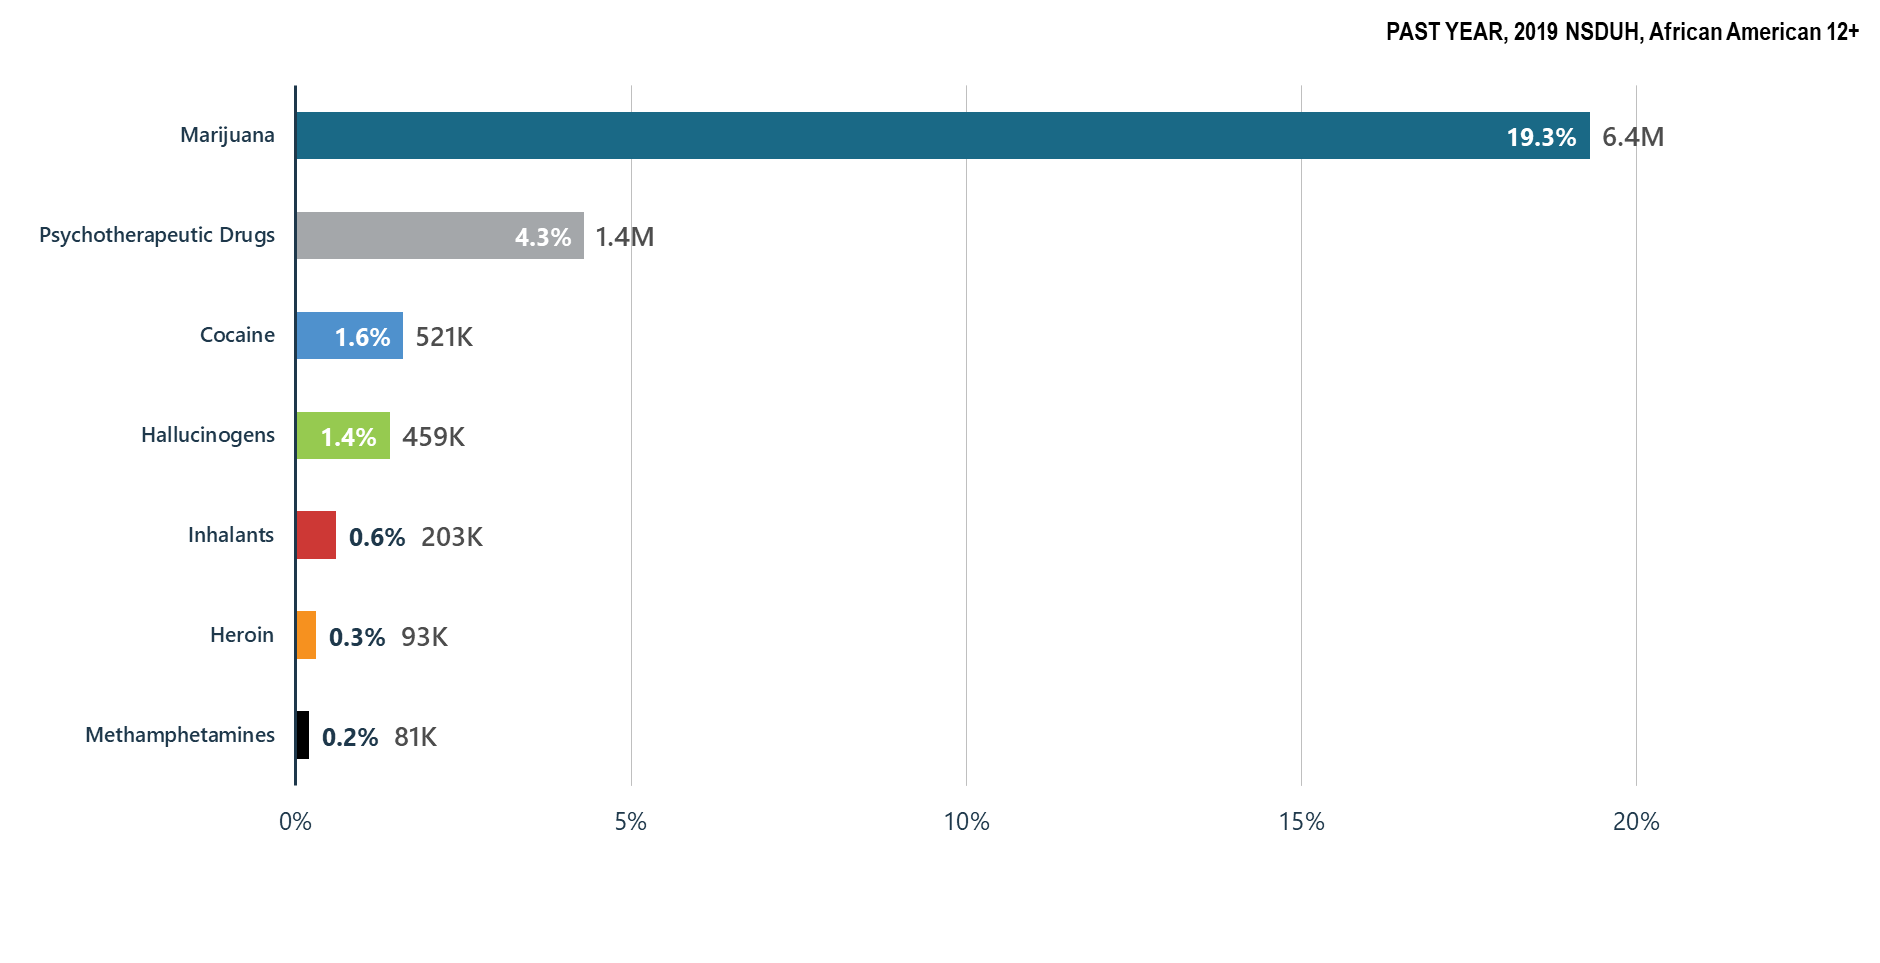 PAST YEAR, 2019 NSDUH, African American 12+
Marijuana 19.3% 6.4M
Psychotherapeutic Drugs 4.3% 1.4M
Cocaine 1.6% 521K
Hallucinogens 1.4% 459K
Inhalants 0.6% 203K
Heroin 0.3% 93K
Methamphetamines 0.2% 81K
0% 5% 10% 15% 20%